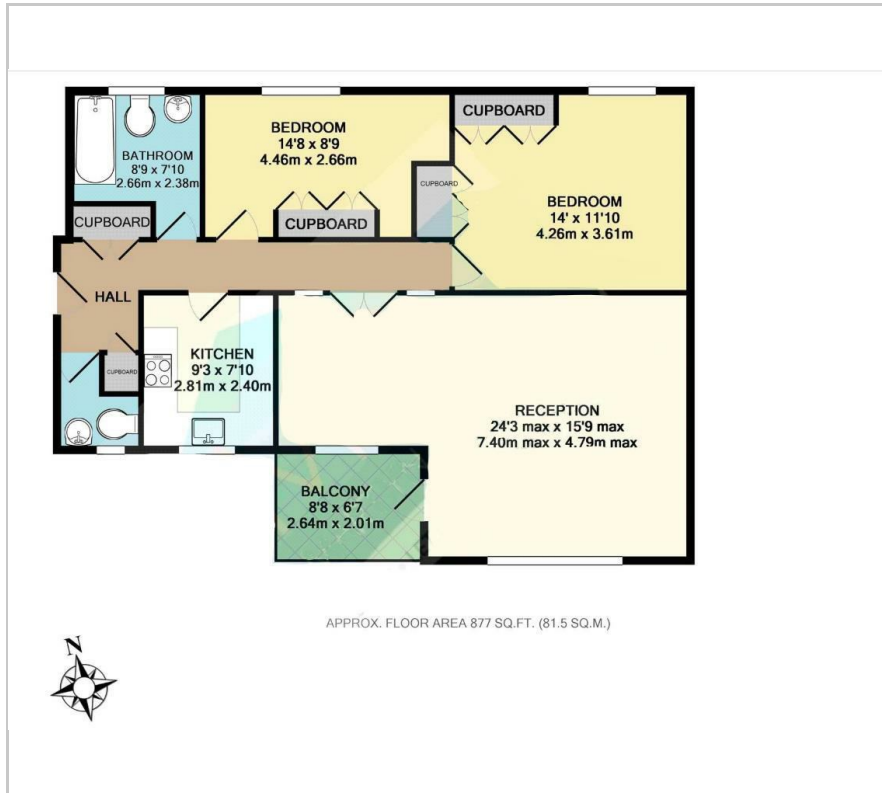 CUPBOARD
BEDROOM
14'8 x 8'9
4.46m x 2.66m
BATHROOM
8'9 x 7'10
2.66m x 2.38m
CUPBOARD
BEDROOM
14' x 11'10
4.26m x 3.61m
CUPBOARD
CUPBOARD
HALL
KITCHEN
9'3 x 7'10
2.81m x 2.40m
CUPBOARD
RECEPTION
24'3 max x 15'9 max
7.40m max x 4.79m max
BALCONY
8'8 x 6'7
2.64m x 2.01m
APPROX. FLOOR AREA 877 SQ.FT. (81.5 SQ.M.)
N